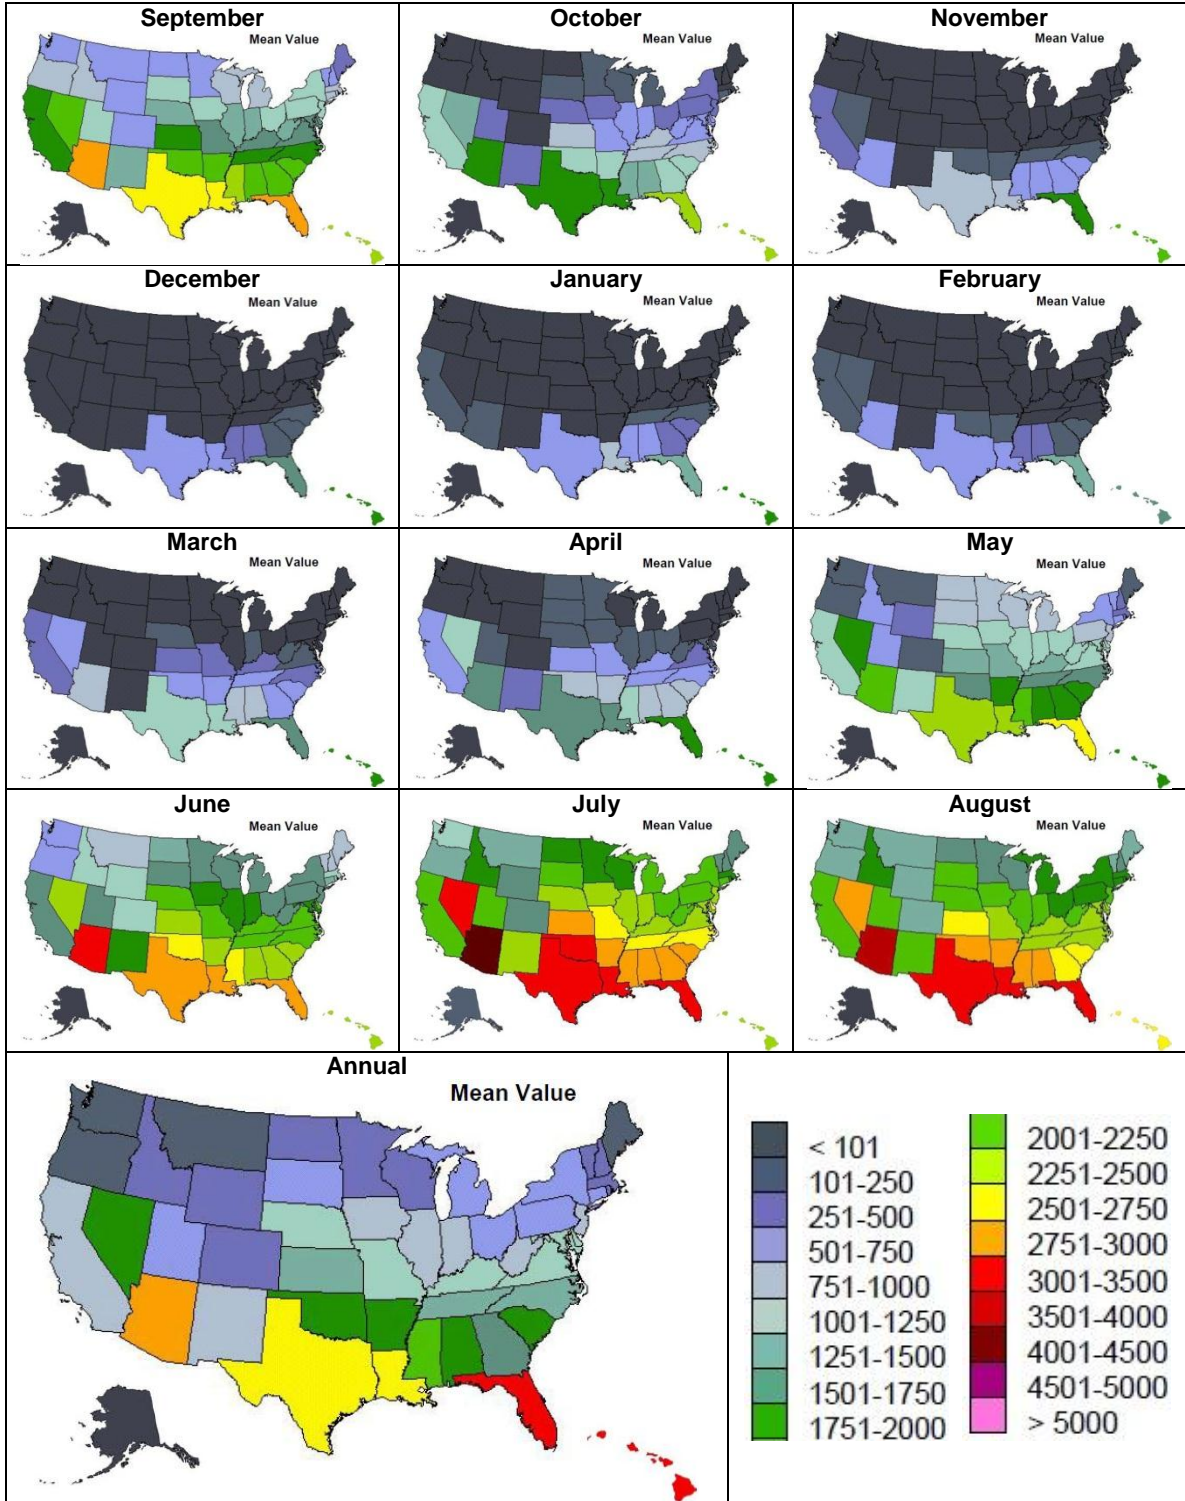 September
Mean Value
October
Mean Value
November
Mean Value
December
Mean Value
January
Mean Value
February
Mean Value
March
Mean Value
April
Mean Value
May
Mean Value
June
Mean Value
July
Mean Value
August
Mean Value
Annual
Mean Value
< 101
101-250
251-500
501-750
751-1000
1001-1250
1251-1500
1501-1750
1751-2000
2001-2250
2251-2500
2501-2750
2751-3000
3001-3500
3501-4000
4001-4500
4501-5000
> 5000